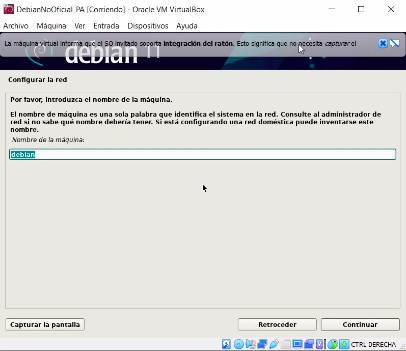 DebianNoOficial_PA [Corriendo] - Oracle VM VirtualBox
Archivo Máquina Ver Entrada Dispositivos Ayuda
La máquina virtual informa que el SO invitado soporta integración del ratón. Esto significa que no necesita capturar el
debian 11
Configurar la red
Por favor, introduzca el nombre de la máquina.
El nombre de máquina es una sola palabra que identifica el sistema en la red. Consulte al administrador de
red si no sabe qué nombre debería tener. Si está configurando una red doméstica puede inventarse este
nombre.
Nombre de la máquina:
debian
Capturar la pantalla Retroceder Continuar
CTRL DERECHA